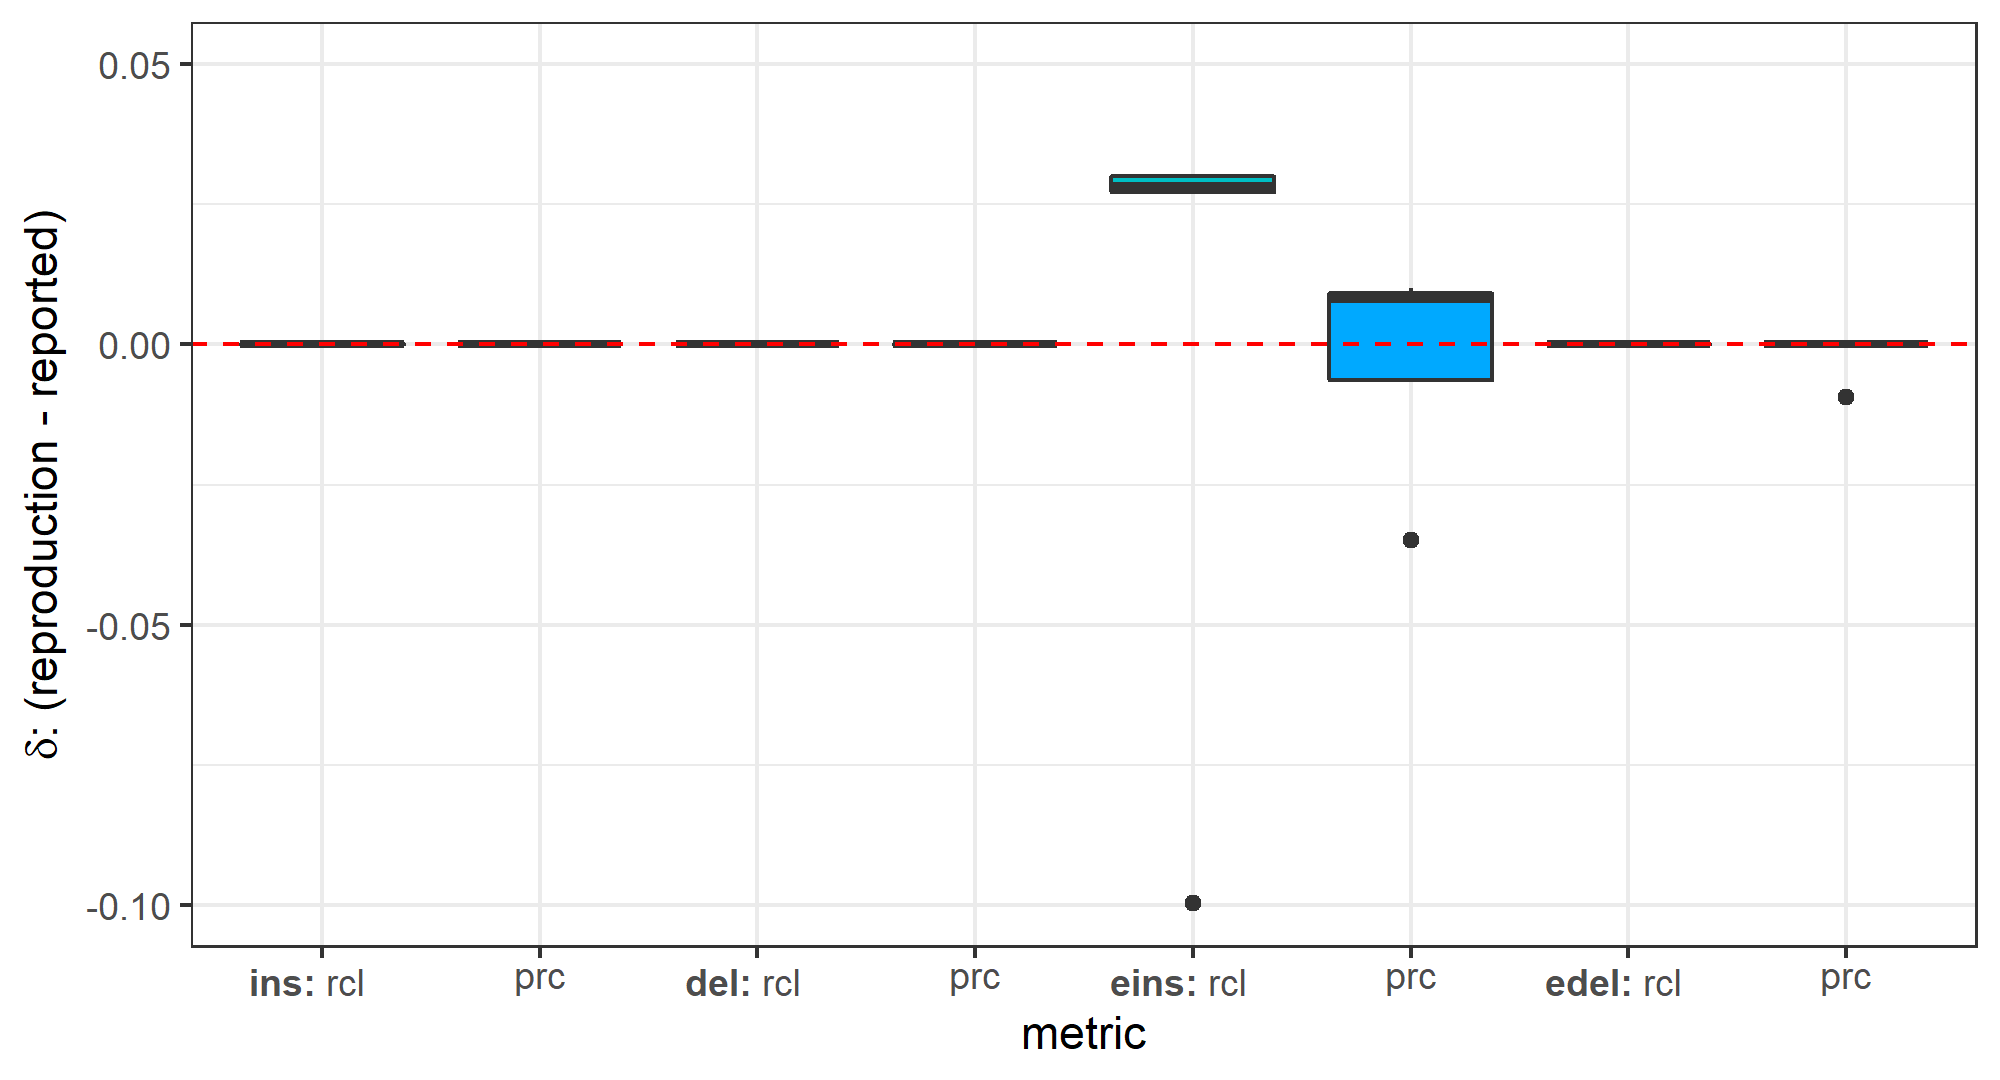 δ: (reproduction - reported)
0.05
0.00
-0.05
-0.10
ins: rcl prc del: rcl prc eins: rcl prc edel: rcl prc
metric